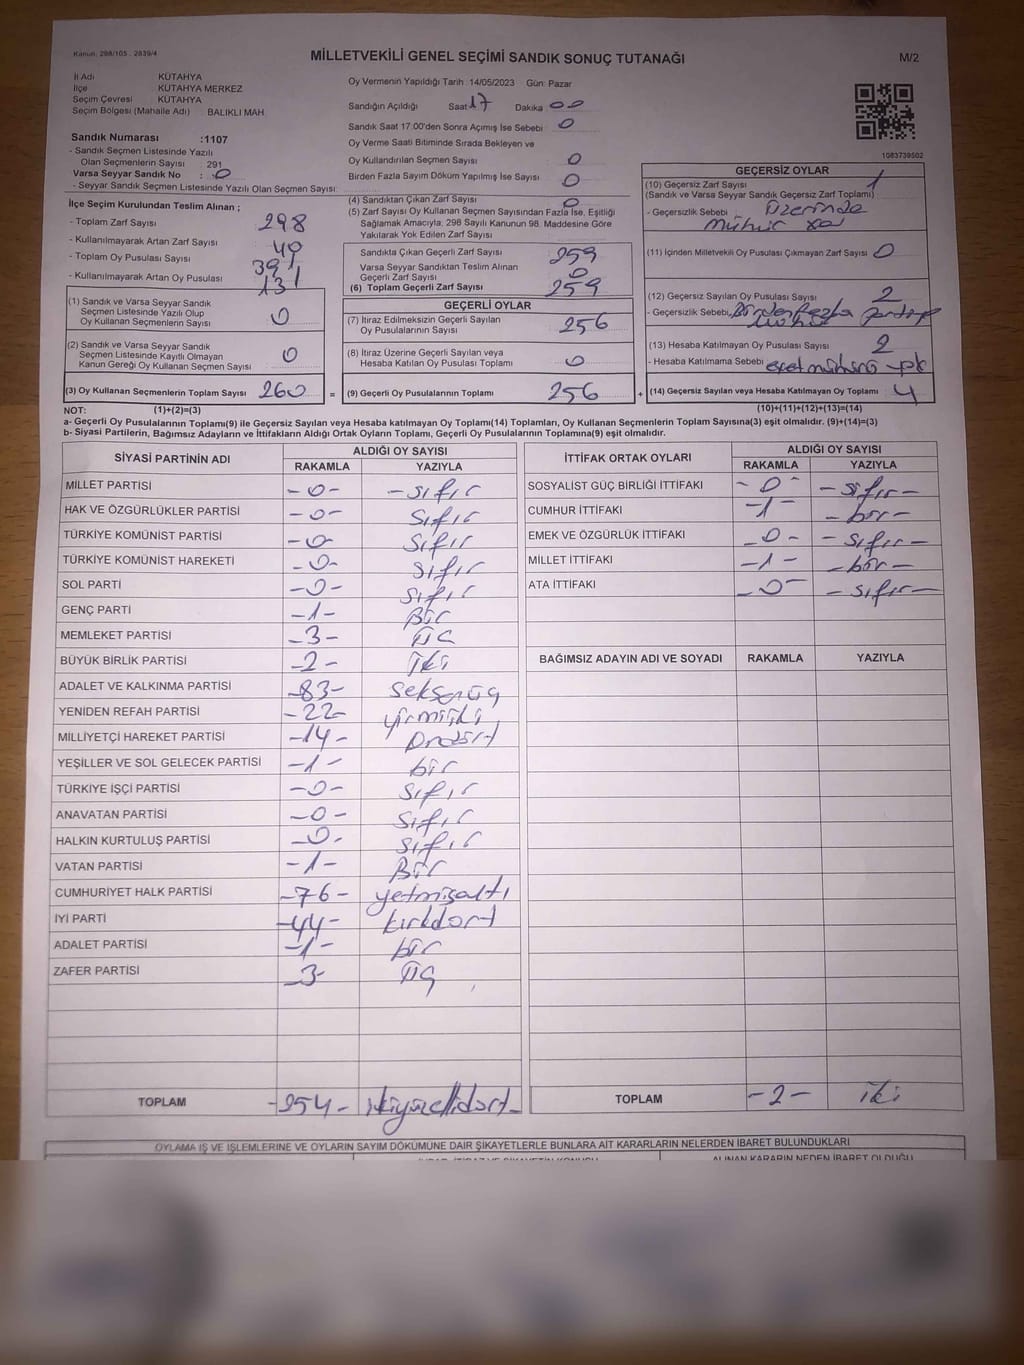 Kanun: 298/105 . 2839/4
MİLLETVEKİLİ GENEL SEÇİMİ SANDIK SONUÇ TUTANAĞI
M/2
İl Adı KÜTAHYA
İlçe KÜTAHYA MERKEZ
Seçim Çevresi KÜTAHYA
Seçim Bölgesi (Mahalle Adı) BALIKLI MAH
Sandık Numarası :1107
- Sandık Seçmen Listesinde Yazılı
Olan Seçmenlerin Sayısı : 291
Varsa Seyyar Sandık No : 0
- Seyyar Sandık Seçmen Listesinde Yazılı Olan Seçmen Sayısı:
Oy Vermenin Yapıldığı Tarih :14/05/2023 Gün: Pazar
Sandığın Açıldığı Saat 17 Dakika 00
Sandık Saat 17:00'den Sonra Açımış İse Sebebi : 0
Oy Verme Saati Bitiminde Sırada Bekleyen ve
Oy Kullandırılan Seçmen Sayısı 0
Birden Fazla Sayım Döküm Yapılmış İse Sayısı 0
1083739502
İlçe Seçim Kurulundan Teslim Alınan ;
- Toplam Zarf Sayısı 298
- Kullanılmayarak Artan Zarf Sayısı
- Toplam Oy Pusulası Sayısı 391
- Kullanılmayarak Artan Oy Pusulası 131
(4) Sandıktan Çıkan Zarf Sayısı 0
(5) Zarf Sayısı Oy Kullanan Seçmen Sayısından Fazla İse, Eşitliği
Sağlamak Amacıyla; 298 Sayılı Kanunun 98. Maddesine Göre
Yakılarak Yok Edilen Zarf Sayısı
Sandıkta Çıkan Geçerli Zarf Sayısı 259
Varsa Seyyar Sandıktan Teslim Alınan
Geçerli Zarf Sayısı 0
(6) Toplam Geçerli Zarf Sayısı 259
GEÇERSİZ OYLAR
(10) Geçersiz Zarf Sayısı 1
(Sandık ve Varsa Seyyar Sandık Geçersiz Zarf Toplamı)
- Geçersizlik Sebebi Üzerinde
mühür
(11) İçinden Milletvekili Oy Pusulası Çıkmayan Zarf Sayısı 0
(12) Geçersiz Sayılan Oy Pusulası Sayısı 2
- Geçersizlik Sebebi Birden fazla
mühür
(13) Hesaba Katılmayan Oy Pusulası Sayısı 2
- Hesaba Katılmama Sebebi evet mührü yok
(1) Sandık ve Varsa Seyyar Sandık
Seçmen Listesinde Yazılı Olup
Oy Kullanan Seçmenlerin Sayısı 0
(2) Sandık ve Varsa Seyyar Sandık
Seçmen Listesinde Kayıtlı Olmayan
Kanun Gereği Oy Kullanan Seçmen Sayısı 0
GEÇERLİ OYLAR
(7) İtiraz Edilmeksizin Geçerli Sayılan
Oy Pusulalarının Sayısı 256
(8) İtiraz Üzerine Geçerli Sayılan veya
Hesaba Katılan Oy Pusulası Toplamı 0
(3) Oy Kullanan Seçmenlerin Toplam Sayısı 260 =
(9) Geçerli Oy Pusulalarının Toplamı 256 +
(14) Geçersiz Sayılan veya Hesaba Katılmayan Oy Toplamı 4
NOT: (1)+(2)=(3) (10)+(11)+(12)+(13)=(14)
a- Geçerli Oy Pusulalarının Toplamı(9) ile Geçersiz Sayılan veya Hesaba katılmayan Oy Toplamı(14) Toplamları, Oy Kullanan Seçmenlerin Toplam Sayısına(3) eşit olmalıdır. (9)+(14)=(3)
b- Siyasi Partilerin, Bağımsız Adayların ve İttifakların Aldığı Ortak Oyların Toplamı, Geçerli Oy Pusulalarının Toplamına(9) eşit olmalıdır.
SİYASİ PARTİNİN ADI ALDIĞI OY SAYISI
RAKAMLA YAZIYLA
MİLLET PARTİSİ -0- -sıfır
HAK VE ÖZGÜRLÜKLER PARTİSİ -0- sıfır
TÜRKİYE KOMÜNİST PARTİSİ -0- sıfır
TÜRKİYE KOMÜNİST HAREKETİ -0- sıfır
SOL PARTİ -0- sıfır
GENÇ PARTİ -1- Bir
MEMLEKET PARTİSİ -3- üç
BÜYÜK BİRLİK PARTİSİ -2- iki
ADALET VE KALKINMA PARTİSİ -83- seksenüç
YENİDEN REFAH PARTİSİ -22- yirmiiki
MİLLİYETÇİ HAREKET PARTİSİ -14- ondört
YEŞİLLER VE SOL GELECEK PARTİSİ -1- bir
TÜRKİYE İŞÇİ PARTİSİ -0- sıfır
ANAVATAN PARTİSİ -0- sıfır
HALKIN KURTULUŞ PARTİSİ -0- sıfır
VATAN PARTİSİ -1- Bir
CUMHURİYET HALK PARTİSİ -76- yetmişaltı
İYİ PARTİ -44- kırkdört
ADALET PARTİSİ -1- bir
ZAFER PARTİSİ -3- üç
TOPLAM -254- ikiyüzellidört-
İTTİFAK ORTAK OYLARI ALDIĞI OY SAYISI
RAKAMLA YAZIYLA
SOSYALİST GÜÇ BİRLİĞİ İTTİFAKI -0- -sıfır-
CUMHUR İTTİFAKI -1- -bir-
EMEK VE ÖZGÜRLÜK İTTİFAKI -0- -sıfır-
MİLLET İTTİFAKI -1- -bir-
ATA İTTİFAKI -0- -sıfır-
BAĞIMSIZ ADAYIN ADI VE SOYADI RAKAMLA YAZIYLA
TOPLAM -2- iki
OYLAMA İŞ VE İŞLEMLERİNE VE OYLARIN SAYIM DÖKÜMÜNE DAİR ŞİKAYETLERLE BUNLARA AİT KARARLARIN NELERDEN İBARET BULUNDUKLARI
ALINAN KARARIN NEDEN İBARET OLDUĞU